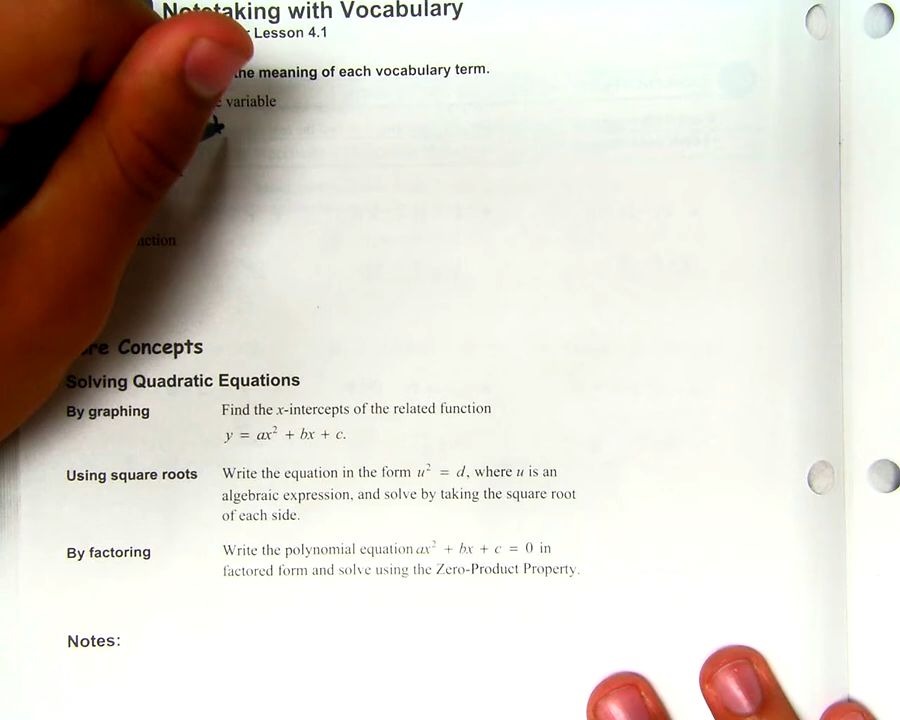 Notetaking with Vocabulary
Lesson 4.1
the meaning of each vocabulary term.
variable
Concepts
Solving Quadratic Equations
By graphing
Find the x-intercepts of the related function
y = ax² + bx + c.
Using square roots
Write the equation in the form u² = d, where u is an
algebraic expression, and solve by taking the square root
of each side.
By factoring
Write the polynomial equation ax² + bx + c = 0 in
factored form and solve using the Zero-Product Property.
Notes: